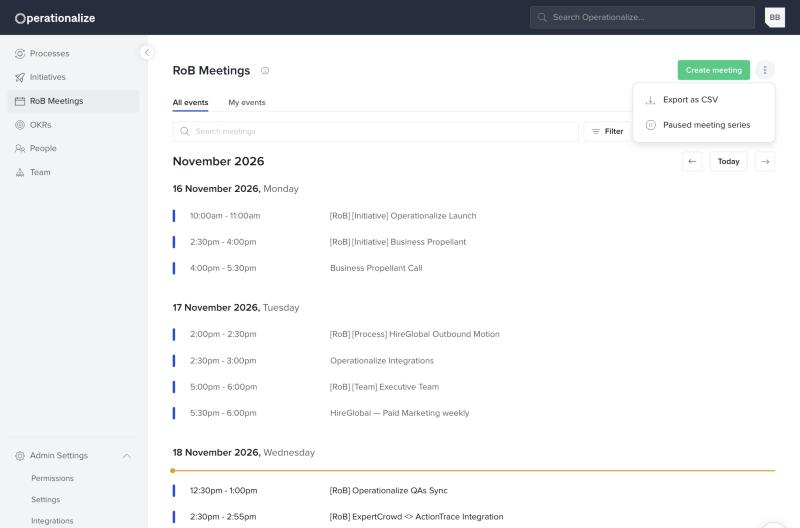 Operationalize
Search Operationalize...
BB
Processes
Initiatives
RoB Meetings
OKRs
People
Team
Admin Settings
Permissions
Settings
Integrations
RoB Meetings
Create meeting
Export as CSV
Paused meeting series
All events My events
Search meetings
Filter
November 2026
Today
16 November 2026, Monday
10:00am - 11:00am [RoB] [Initiative] Operationalize Launch
2:30pm - 4:00pm [RoB] [Initiative] Business Propellant
4:00pm - 5:30pm Business Propellant Call
17 November 2026, Tuesday
2:00pm - 2:30pm [RoB] [Process] HireGlobal Outbound Motion
2:30pm - 3:00pm Operationalize Integrations
5:00pm - 6:00pm [RoB] [Team] Executive Team
5:30pm - 6:00pm HireGlobal — Paid Marketing weekly
18 November 2026, Wednesday
12:30pm - 1:00pm [RoB] Operationalize QAs Sync
2:30pm - 2:55pm [RoB] ExpertCrowd <> ActionTrace Integration